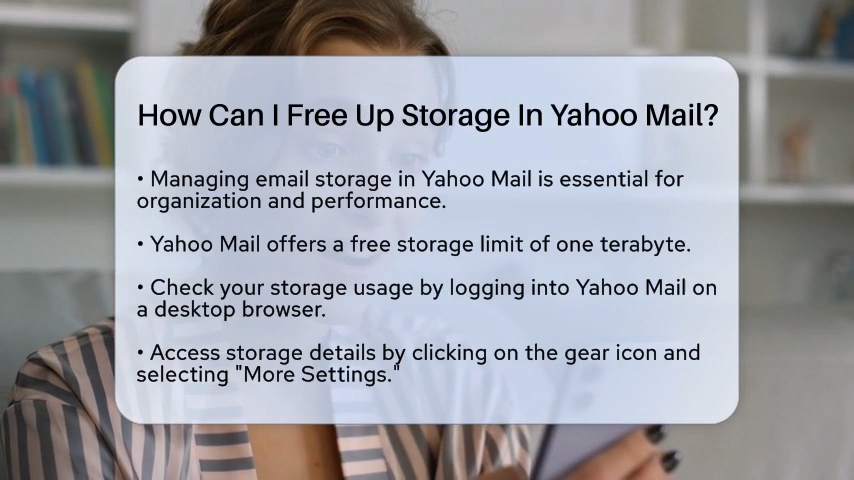 How Can I Free Up Storage In Yahoo Mail?
• Managing email storage in Yahoo Mail is essential for
organization and performance.
• Yahoo Mail offers a free storage limit of one terabyte.
• Check your storage usage by logging into Yahoo Mail on
a desktop browser.
• Access storage details by clicking on the gear icon and
selecting "More Settings."